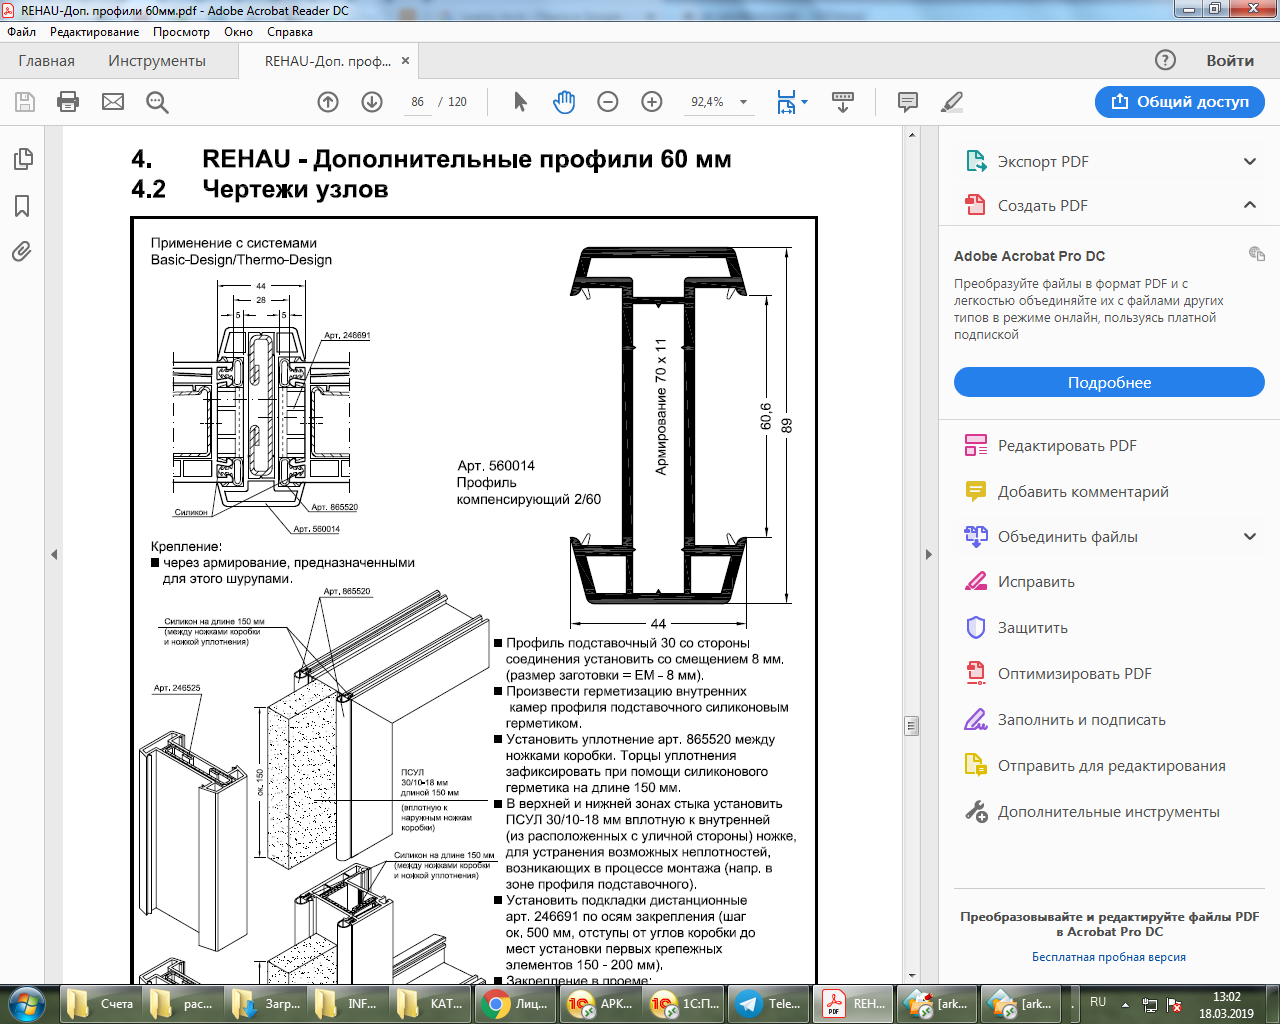 REHAU-Доп. профили 60мм.pdf - Adobe Acrobat Reader DC
Файл Редактирование Просмотр Окно Справка
Главная Инструменты REHAU-Доп. проф... × ? Войти
86 / 120 92,4% Общий доступ
4. REHAU - Дополнительные профили 60 мм
4.2 Чертежи узлов
Применение с системами
Basic-Design/Thermo-Design
44
28
5 5
Арт. 246691
Силикон
Арт. 865520
Арт. 560014
Армирование 70 x 11
60,6
89
44
Арт. 560014
Профиль
компенсирующий 2/60
Крепление:
через армирование, предназначенными
для этого шурупами.
Арт. 865520
Силикон на длине 150 мм
(между ножками коробки
и ножкой уплотнения)
Арт. 246525
ок. 150
ПСУЛ
30/10-18 мм
длиной 150 мм
(вплотную к
наружным ножкам
коробки)
Силикон на длине 150 мм
(между ножками коробки
и ножкой уплотнения)
Профиль подставочный 30 со стороны
соединения установить со смещением 8 мм.
(размер заготовки = EM - 8 мм).
Произвести герметизацию внутренних
камер профиля подставочного силиконовым
герметиком.
Установить уплотнение арт. 865520 между
ножками коробки. Торцы уплотнения
зафиксировать при помощи силиконового
герметика на длине 150 мм.
В верхней и нижней зонах стыка установить
ПСУЛ 30/10-18 мм вплотную к внутренней
(из расположенных с уличной стороны) ножке,
для устранения возможных неплотностей,
возникающих в процессе монтажа (напр. в
зоне профиля подставочного).
Установить подкладки дистанционные
арт. 246691 по осям закрепления (шаг
ок, 500 мм, отступы от углов коробки до
мест установки первых крепежных
элементов 150 - 200 мм).
Закрепление в проеме:
Экспорт PDF
Создать PDF
Adobe Acrobat Pro DC
Преобразуйте файлы в формат PDF и с
легкостью объединяйте их с файлами других
типов в режиме онлайн, пользуясь платной
подпиской
Подробнее
Редактировать PDF
Добавить комментарий
Объединить файлы
Исправить
Защитить
Оптимизировать PDF
Заполнить и подписать
Отправить для редактирования
Дополнительные инструменты
Преобразовывайте и редактируйте файлы PDF
в Acrobat Pro DC
Бесплатная пробная версия
Счета рас... Загр... INF... КАТ... Лиц... АРК... 1С:П... Tele... REH... [ark... [ark... RU 13:02
18.03.2019